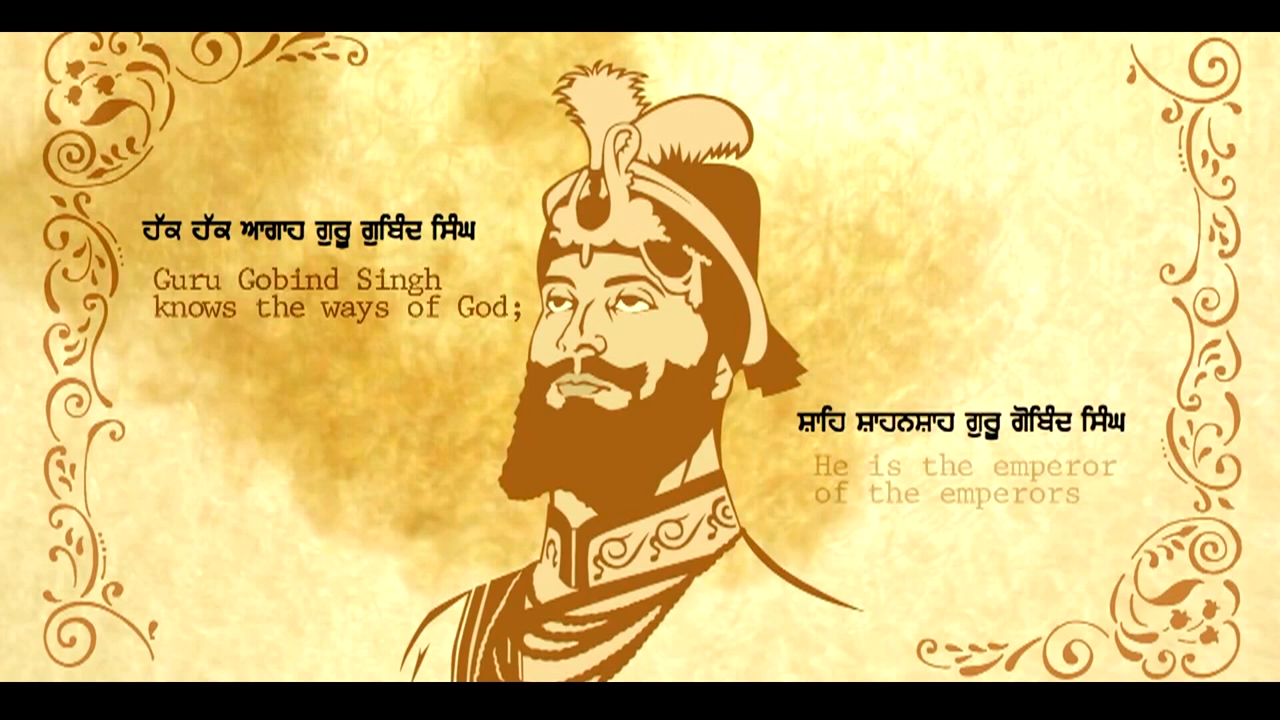 ਹੱਕ ਹੱਕ ਆਗਾਹ ਗੁਰੂ ਗੁਬਿੰਦ ਸਿੰਘ
Guru Gobind Singh
knows the ways of God;
ਸ਼ਾਹਿ ਸ਼ਾਹਨਸ਼ਾਹ ਗੁਰੂ ਗੋਬਿੰਦ ਸਿੰਘ
He is the emperor
of the emperors